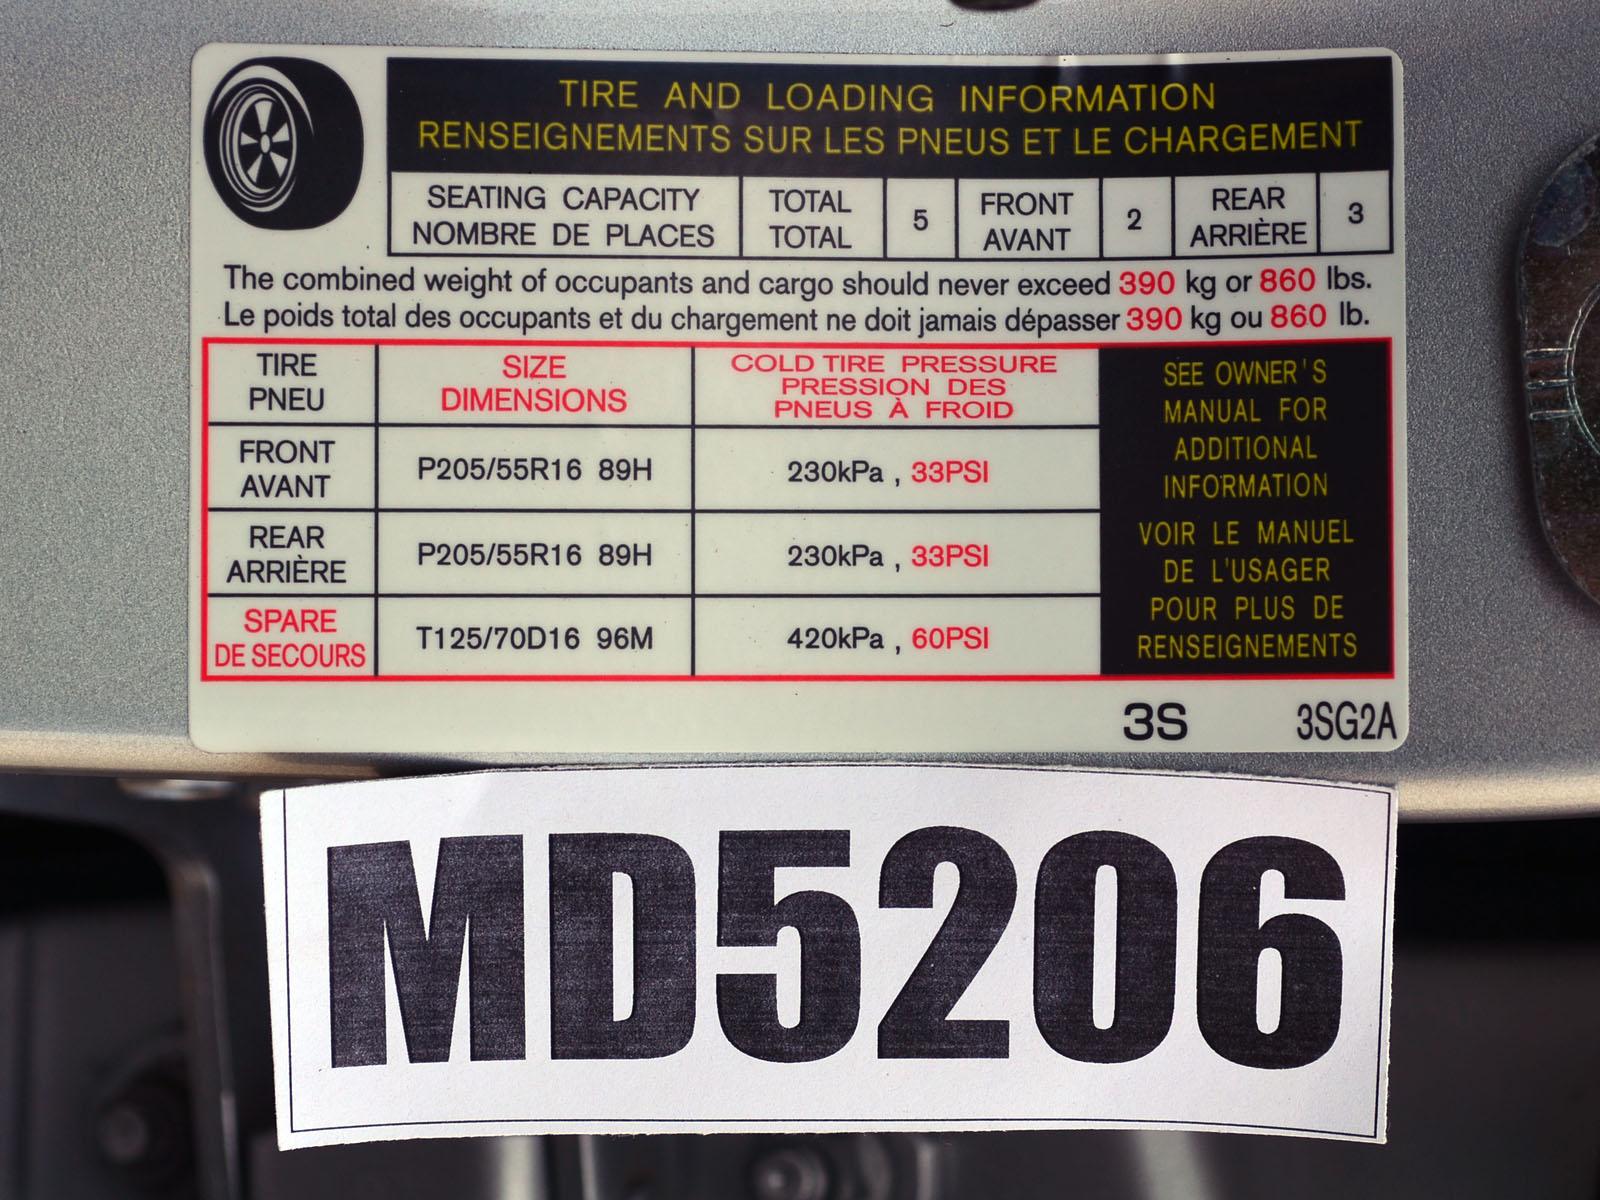 TIRE AND LOADING INFORMATION
RENSEIGNEMENTS SUR LES PNEUS ET LE CHARGEMENT
SEATING CAPACITY
NOMBRE DE PLACES
TOTAL
TOTAL
5
FRONT
AVANT
2
REAR
ARRIÈRE
3
The combined weight of occupants and cargo should never exceed 390 kg or 860 lbs.
Le poids total des occupants et du chargement ne doit jamais dépasser 390 kg ou 860 lb.
TIRE
PNEU
SIZE
DIMENSIONS
COLD TIRE PRESSURE
PRESSION DES
PNEUS À FROID
FRONT
AVANT
P205/55R16 89H
230kPa , 33PSI
REAR
ARRIÈRE
P205/55R16 89H
230kPa , 33PSI
SPARE
DE SECOURS
T125/70D16 96M
420kPa , 60PSI
SEE OWNER'S
MANUAL FOR
ADDITIONAL
INFORMATION
VOIR LE MANUEL
DE L'USAGER
POUR PLUS DE
RENSEIGNEMENTS
3S
3SG2A
MD5206